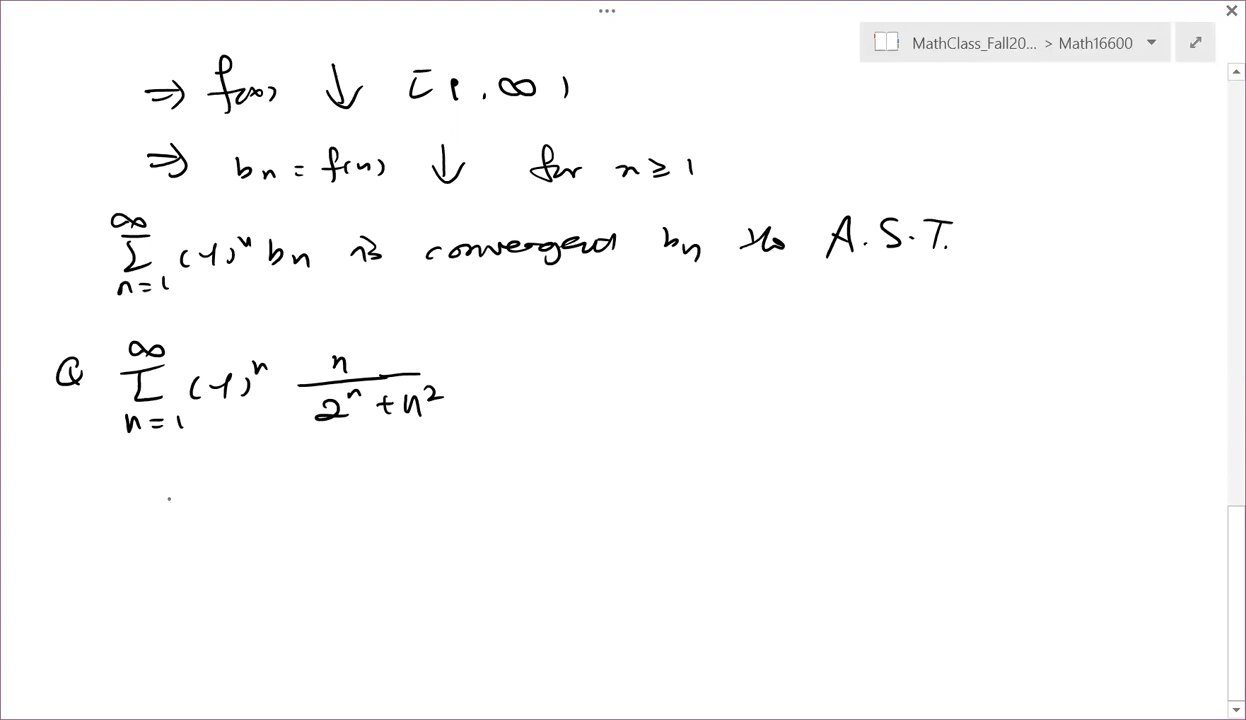 MathClass_Fall20... > Math16600
⇒ f(x) ↓ [1, ∞)
⇒ bn = f(n) ↓ for n ≥ 1
∞∑n=1 (-1)^n bn is convergent by the A.S.T.
Q ∞∑n=1 (-1)^n n/(2^n + n^2)